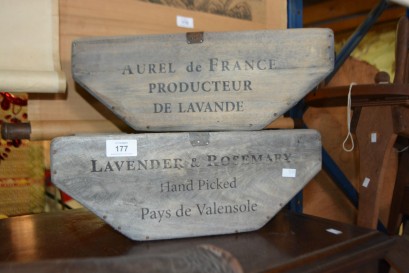 AUREL de FRANCE
PRODUCTEUR
DE LAVANDE
177
LAVENDER & ROSEMARY
Hand Picked
Pays de Valensole